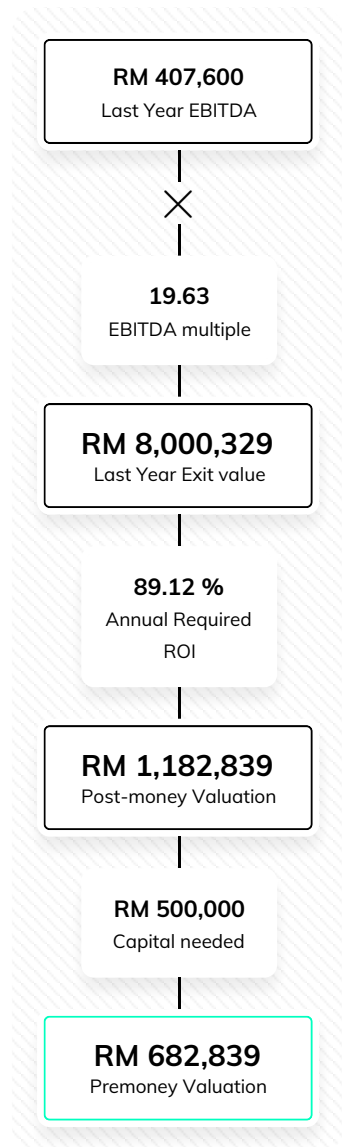 RM 407,600
Last Year EBITDA
19.63
EBITDA multiple
RM 8,000,329
Last Year Exit value
89.12 %
Annual Required
ROI
RM 1,182,839
Post-money Valuation
RM 500,000
Capital needed
RM 682,839
Premoney Valuation